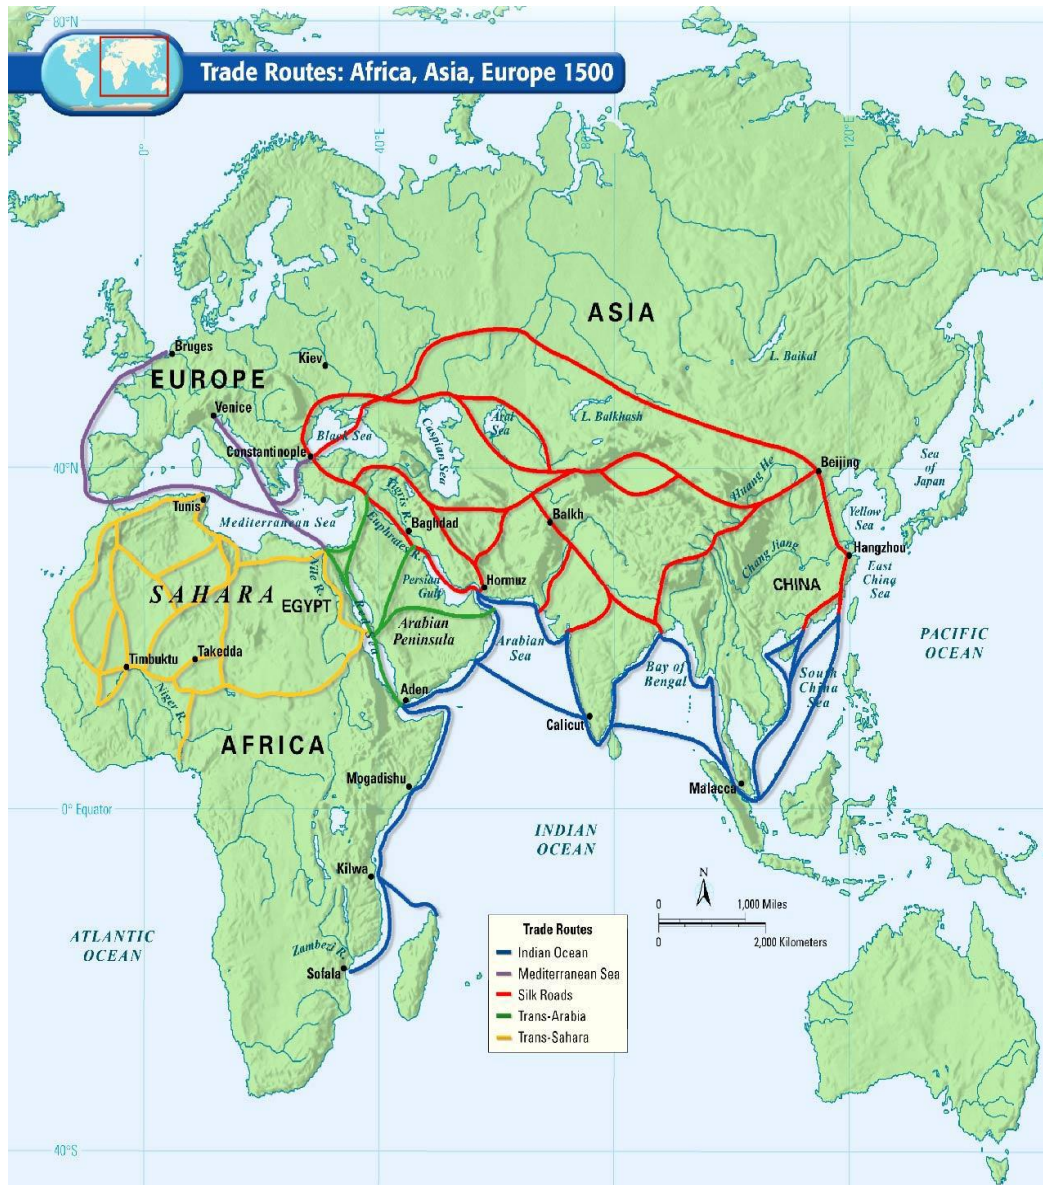 80°N
Trade Routes: Africa, Asia, Europe 1500
0°
40°E
80°E
120°E
ASIA
Bruges
Kiev
L. Baikal
EUROPE
Venice
Aral
Sea
L. Balkhash
Black Sea
Caspian Sea
Constantinople
40°N
Beijing
Sea
of
Japan
Huang He
Tunis
Mediterranean Sea
Tigris R.
Euphrates R.
Baghdad
Balkh
Yellow
Sea
Hangzhou
East
China
Sea
Chang Jiang
CHINA
SAHARA
Nile R.
EGYPT
Persian
Gulf
Hormuz
Red Sea
Arabian
Peninsula
Arabian
Sea
PACIFIC
OCEAN
Timbuktu
Takedda
Niger R.
Bay of
Bengal
South
China
Sea
Aden
Calicut
AFRICA
Mogadishu
Malacca
0° Equator
INDIAN
OCEAN
Kilwa
N
0
1,000 Miles
0
2,000 Kilometers
ATLANTIC
OCEAN
Zambezi R.
Sofala
Trade Routes
Indian Ocean
Mediterranean Sea
Silk Roads
Trans-Arabia
Trans-Sahara
40°S